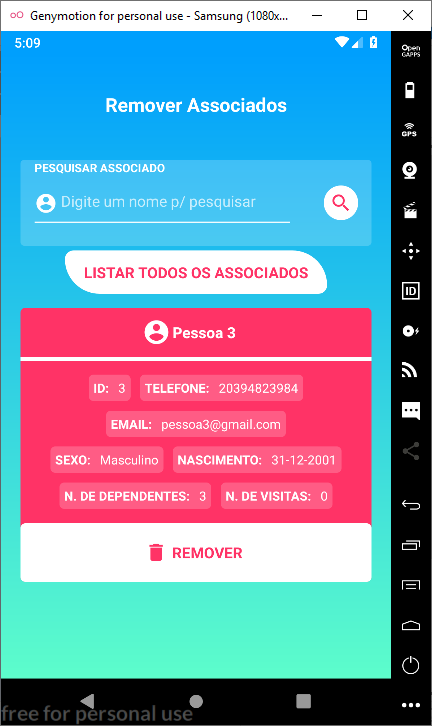 Genymotion for personal use - Samsung (1080x...
5:09
Open
GAPPS
Remover Associados
GPS
PESQUISAR ASSOCIADO
Digite um nome p/ pesquisar
LISTAR TODOS OS ASSOCIADOS
ID
Pessoa 3
ID: 3 TELEFONE: 20394823984
EMAIL: pessoa3@gmail.com
SEXO: Masculino NASCIMENTO: 31-12-2001
N. DE DEPENDENTES: 3 N. DE VISITAS: 0
REMOVER
free for personal use